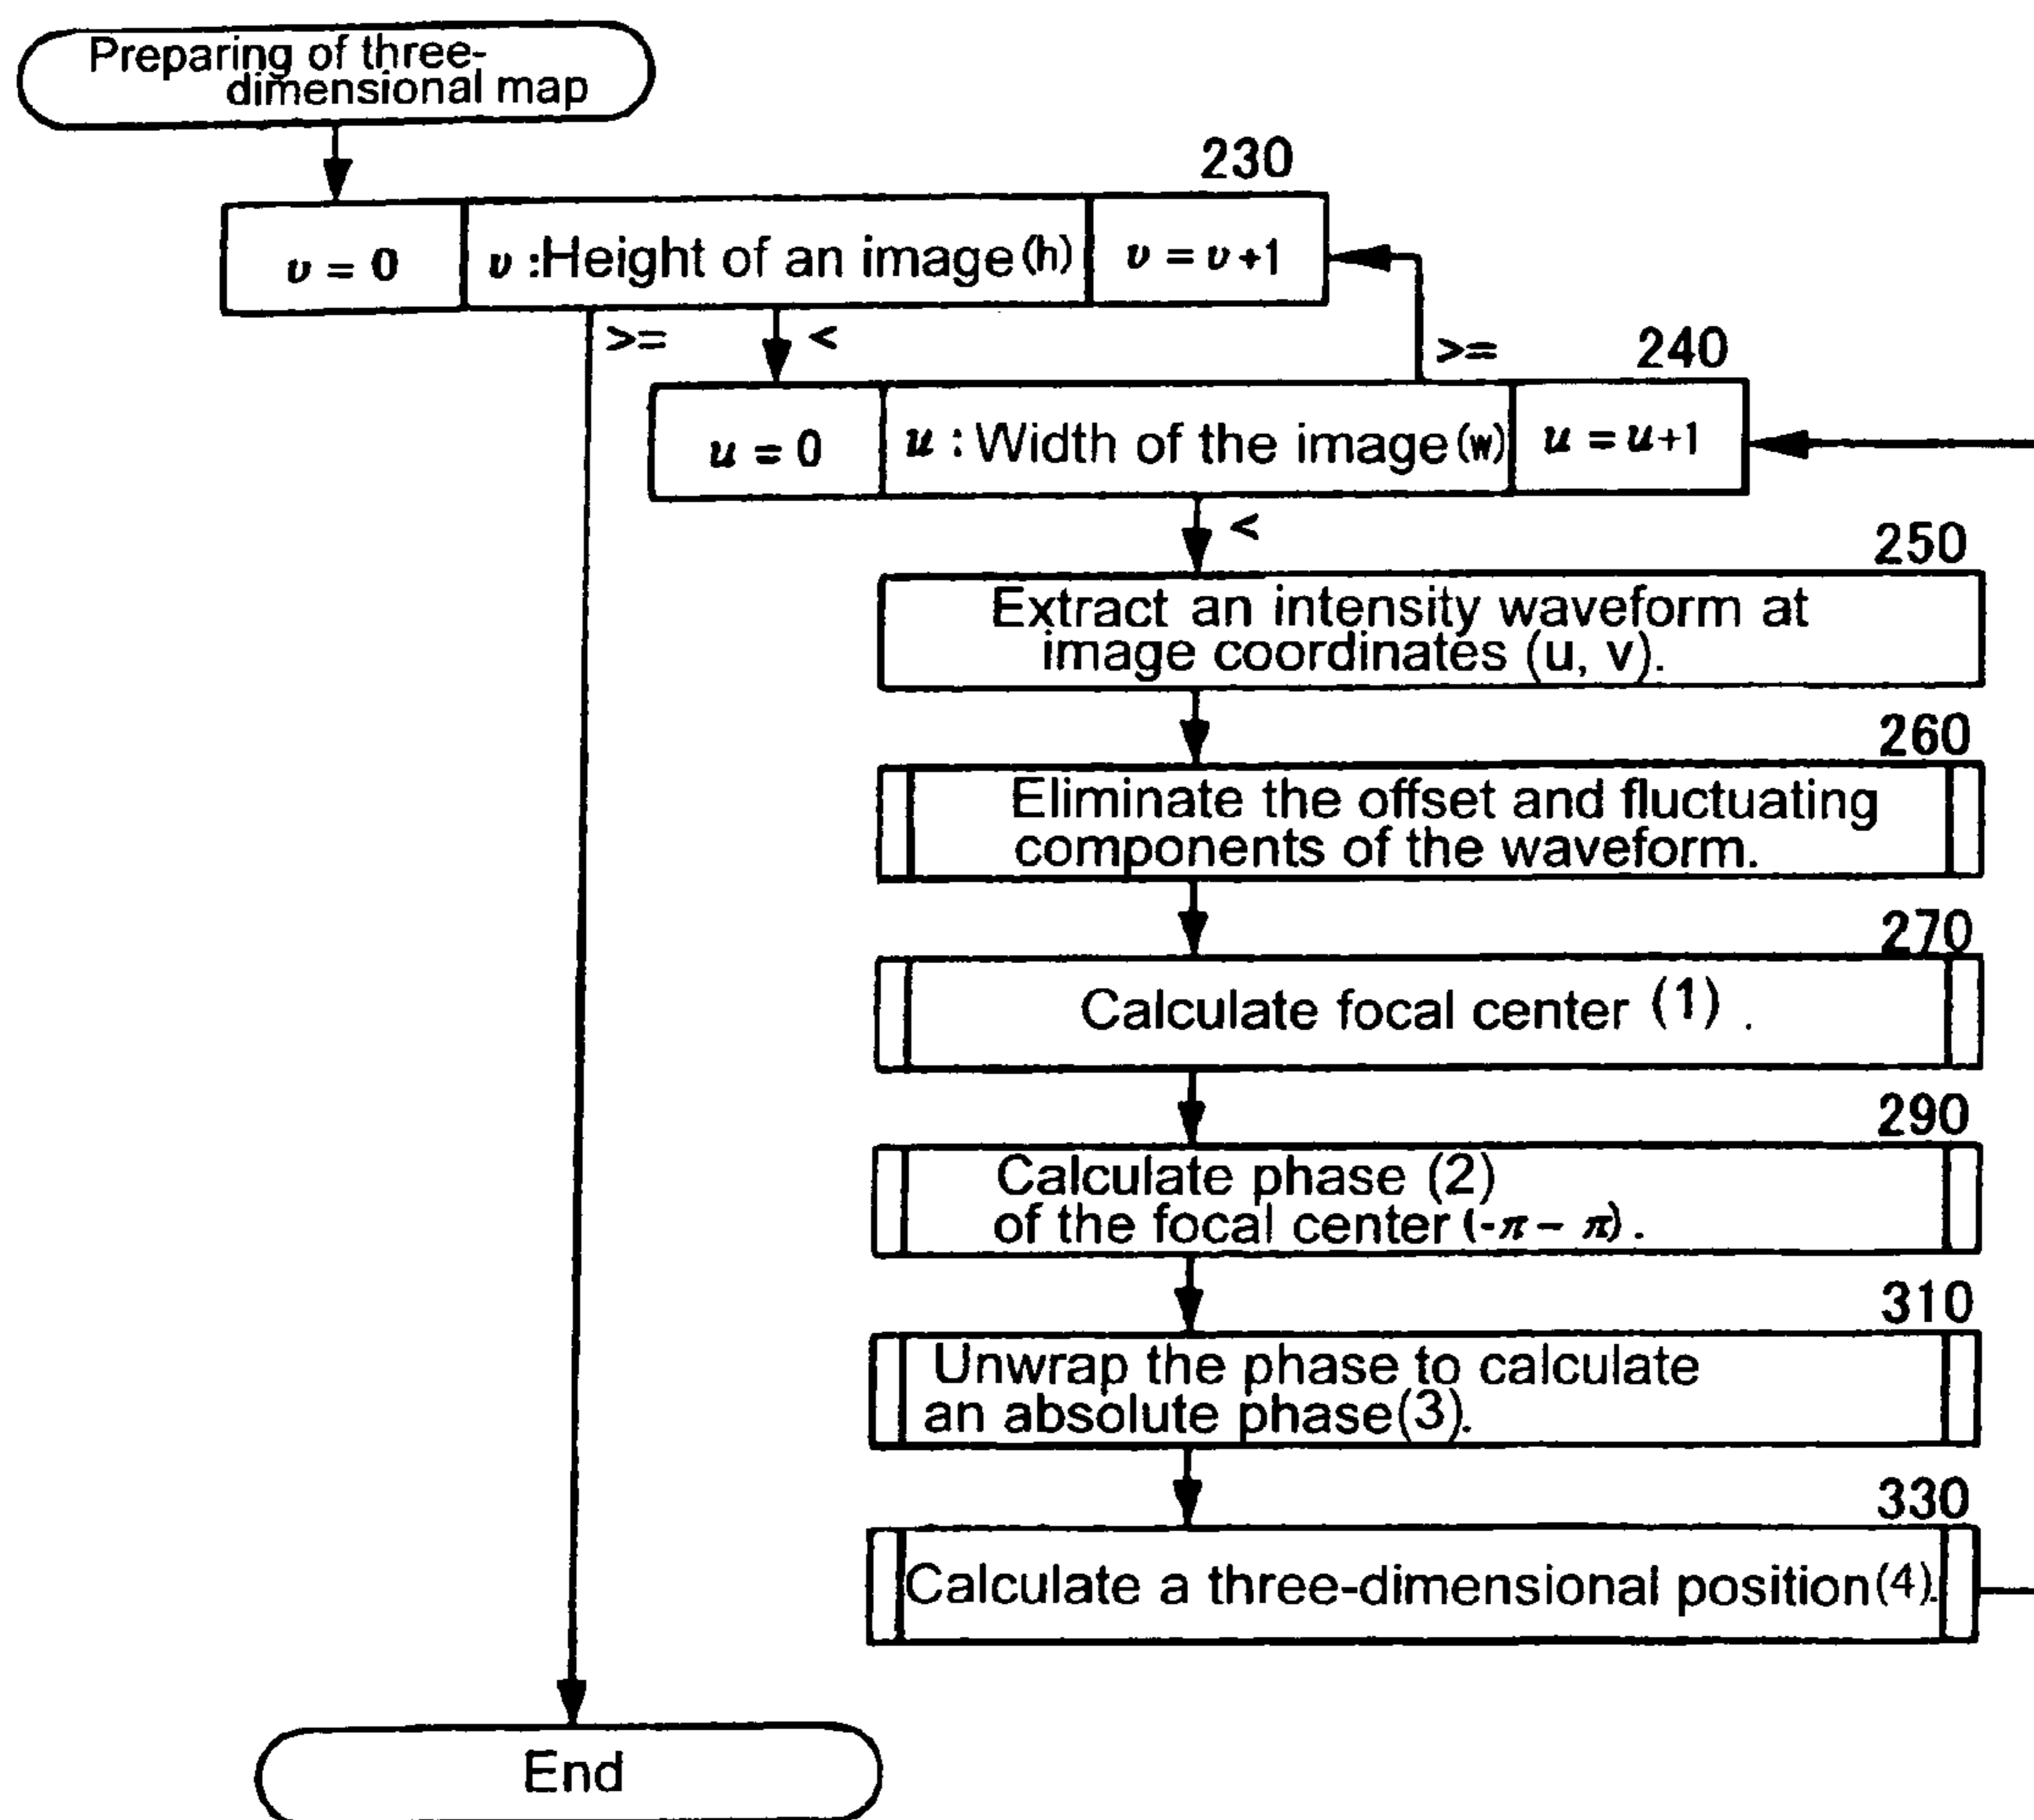 Preparing of three-
dimensional map
230
v = 0
v :Height of an image(h)
v = v+1
>=
<
>=
240
u = 0
u : Width of the image(w)
u = u+1
<
250
Extract an intensity waveform at
image coordinates (u, v).
260
Eliminate the offset and fluctuating
components of the waveform.
270
Calculate focal center (1) .
290
Calculate phase (2)
of the focal center (-π – π) .
310
Unwrap the phase to calculate
an absolute phase(3).
330
Calculate a three-dimensional position(4).
End